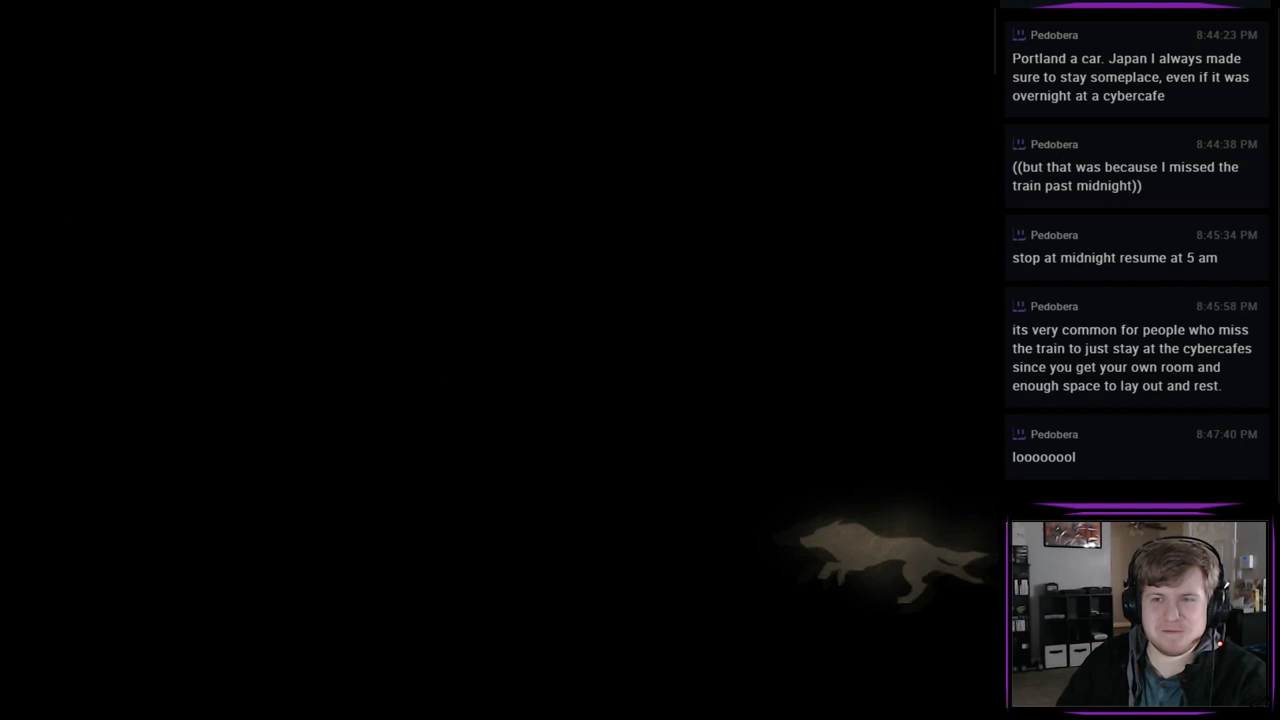 Pedobera 8:44:23 PM
Portland a car. Japan I always made
sure to stay someplace, even if it was
overnight at a cybercafe
Pedobera 8:44:38 PM
((but that was because I missed the
train past midnight))
Pedobera 8:45:34 PM
stop at midnight resume at 5 am
Pedobera 8:45:58 PM
its very common for people who miss
the train to just stay at the cybercafes
since you get your own room and
enough space to lay out and rest.
Pedobera 8:47:40 PM
loooooool